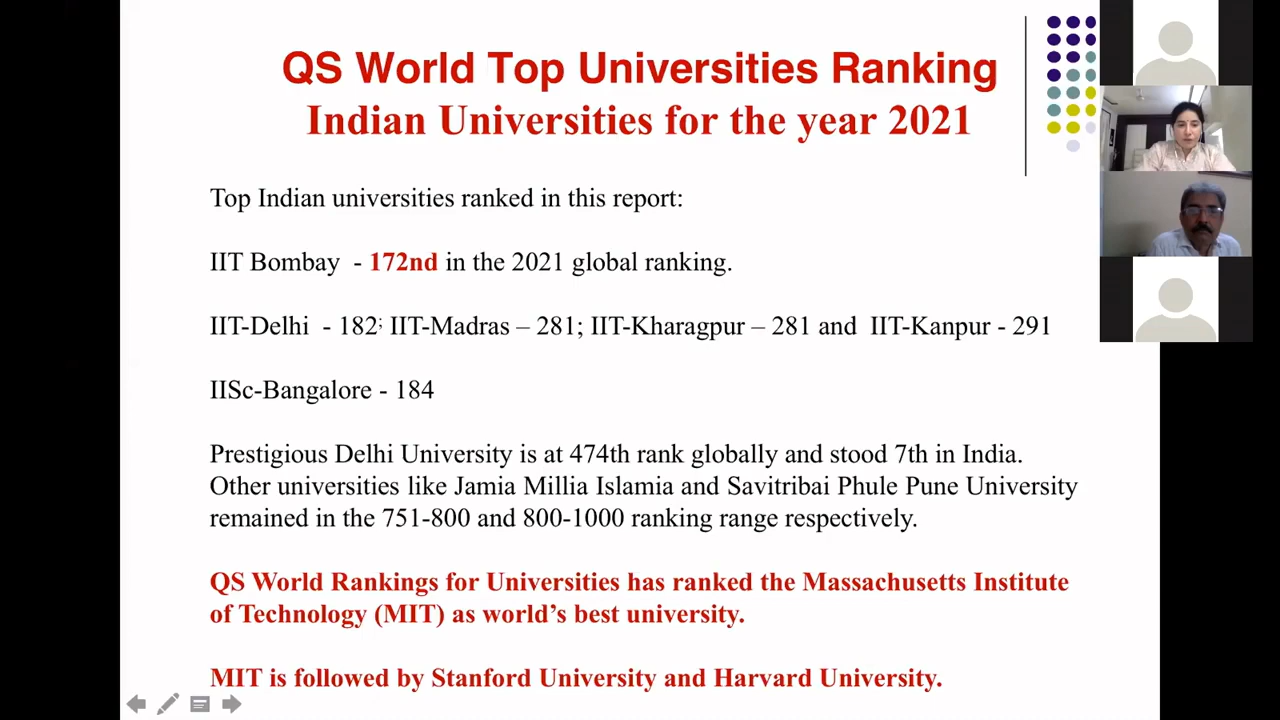 QS World Top Universities Ranking
Indian Universities for the year 2021
Top Indian universities ranked in this report:
IIT Bombay - 172nd in the 2021 global ranking.
IIT-Delhi - 182; IIT-Madras – 281; IIT-Kharagpur – 281 and IIT-Kanpur - 291
IISc-Bangalore - 184
Prestigious Delhi University is at 474th rank globally and stood 7th in India.
Other universities like Jamia Millia Islamia and Savitribai Phule Pune University
remained in the 751-800 and 800-1000 ranking range respectively.
QS World Rankings for Universities has ranked the Massachusetts Institute
of Technology (MIT) as world’s best university.
MIT is followed by Stanford University and Harvard University.